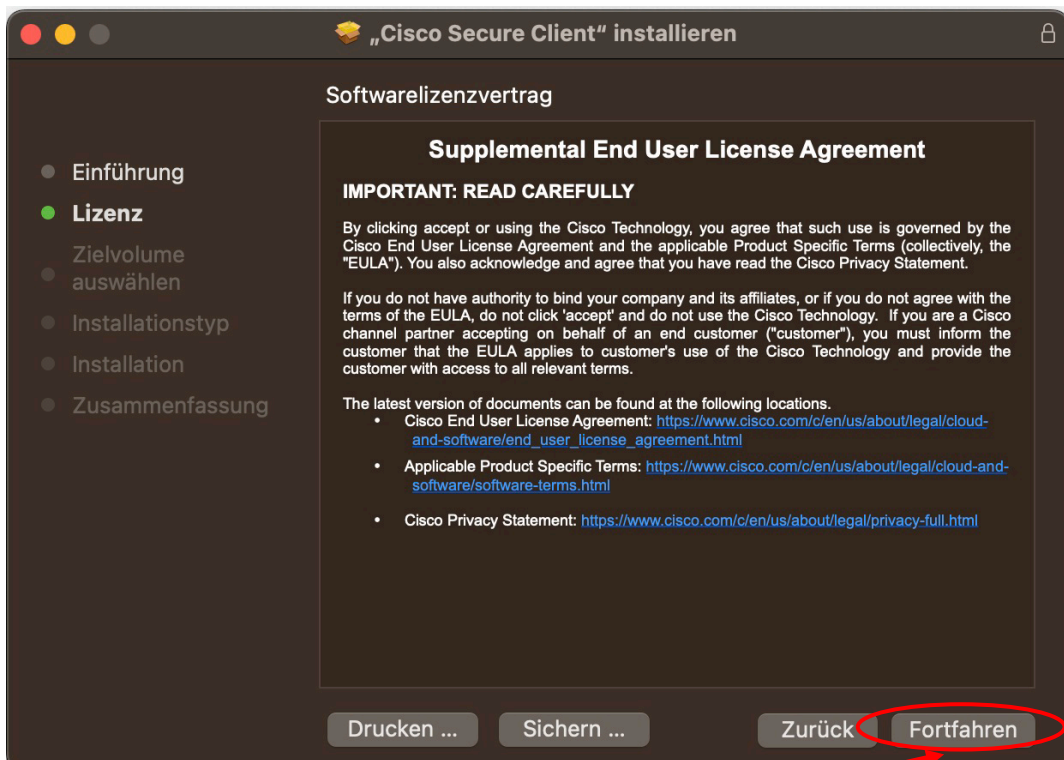 „Cisco Secure Client“ installieren
Softwarelizenzvertrag
Einführung
Lizenz
Zielvolume
auswählen
Installationstyp
Installation
Zusammenfassung
Supplemental End User License Agreement
IMPORTANT: READ CAREFULLY
By clicking accept or using the Cisco Technology, you agree that such use is governed by the
Cisco End User License Agreement and the applicable Product Specific Terms (collectively, the
"EULA"). You also acknowledge and agree that you have read the Cisco Privacy Statement.
If you do not have authority to bind your company and its affiliates, or if you do not agree with the
terms of the EULA, do not click 'accept' and do not use the Cisco Technology. If you are a Cisco
channel partner accepting on behalf of an end customer ("customer"), you must inform the
customer that the EULA applies to customer's use of the Cisco Technology and provide the
customer with access to all relevant terms.
The latest version of documents can be found at the following locations.
• Cisco End User License Agreement: https://www.cisco.com/c/en/us/about/legal/cloud-
and-software/end_user_license_agreement.html
• Applicable Product Specific Terms: https://www.cisco.com/c/en/us/about/legal/cloud-and-
software/software-terms.html
• Cisco Privacy Statement: https://www.cisco.com/c/en/us/about/legal/privacy-full.html
Drucken ... Sichern ... Zurück Fortfahren